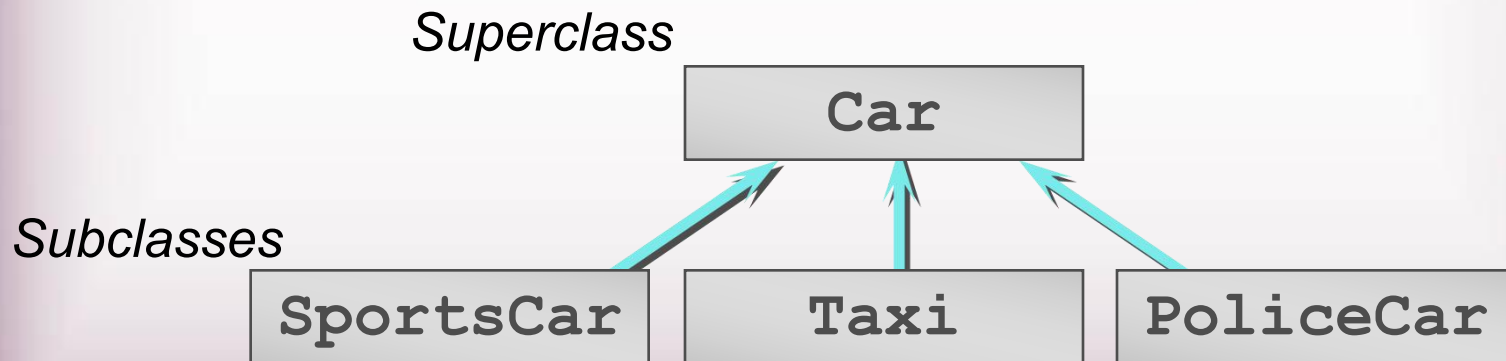 Superclass
Car
Subclasses
SportsCar
Taxi
PoliceCar